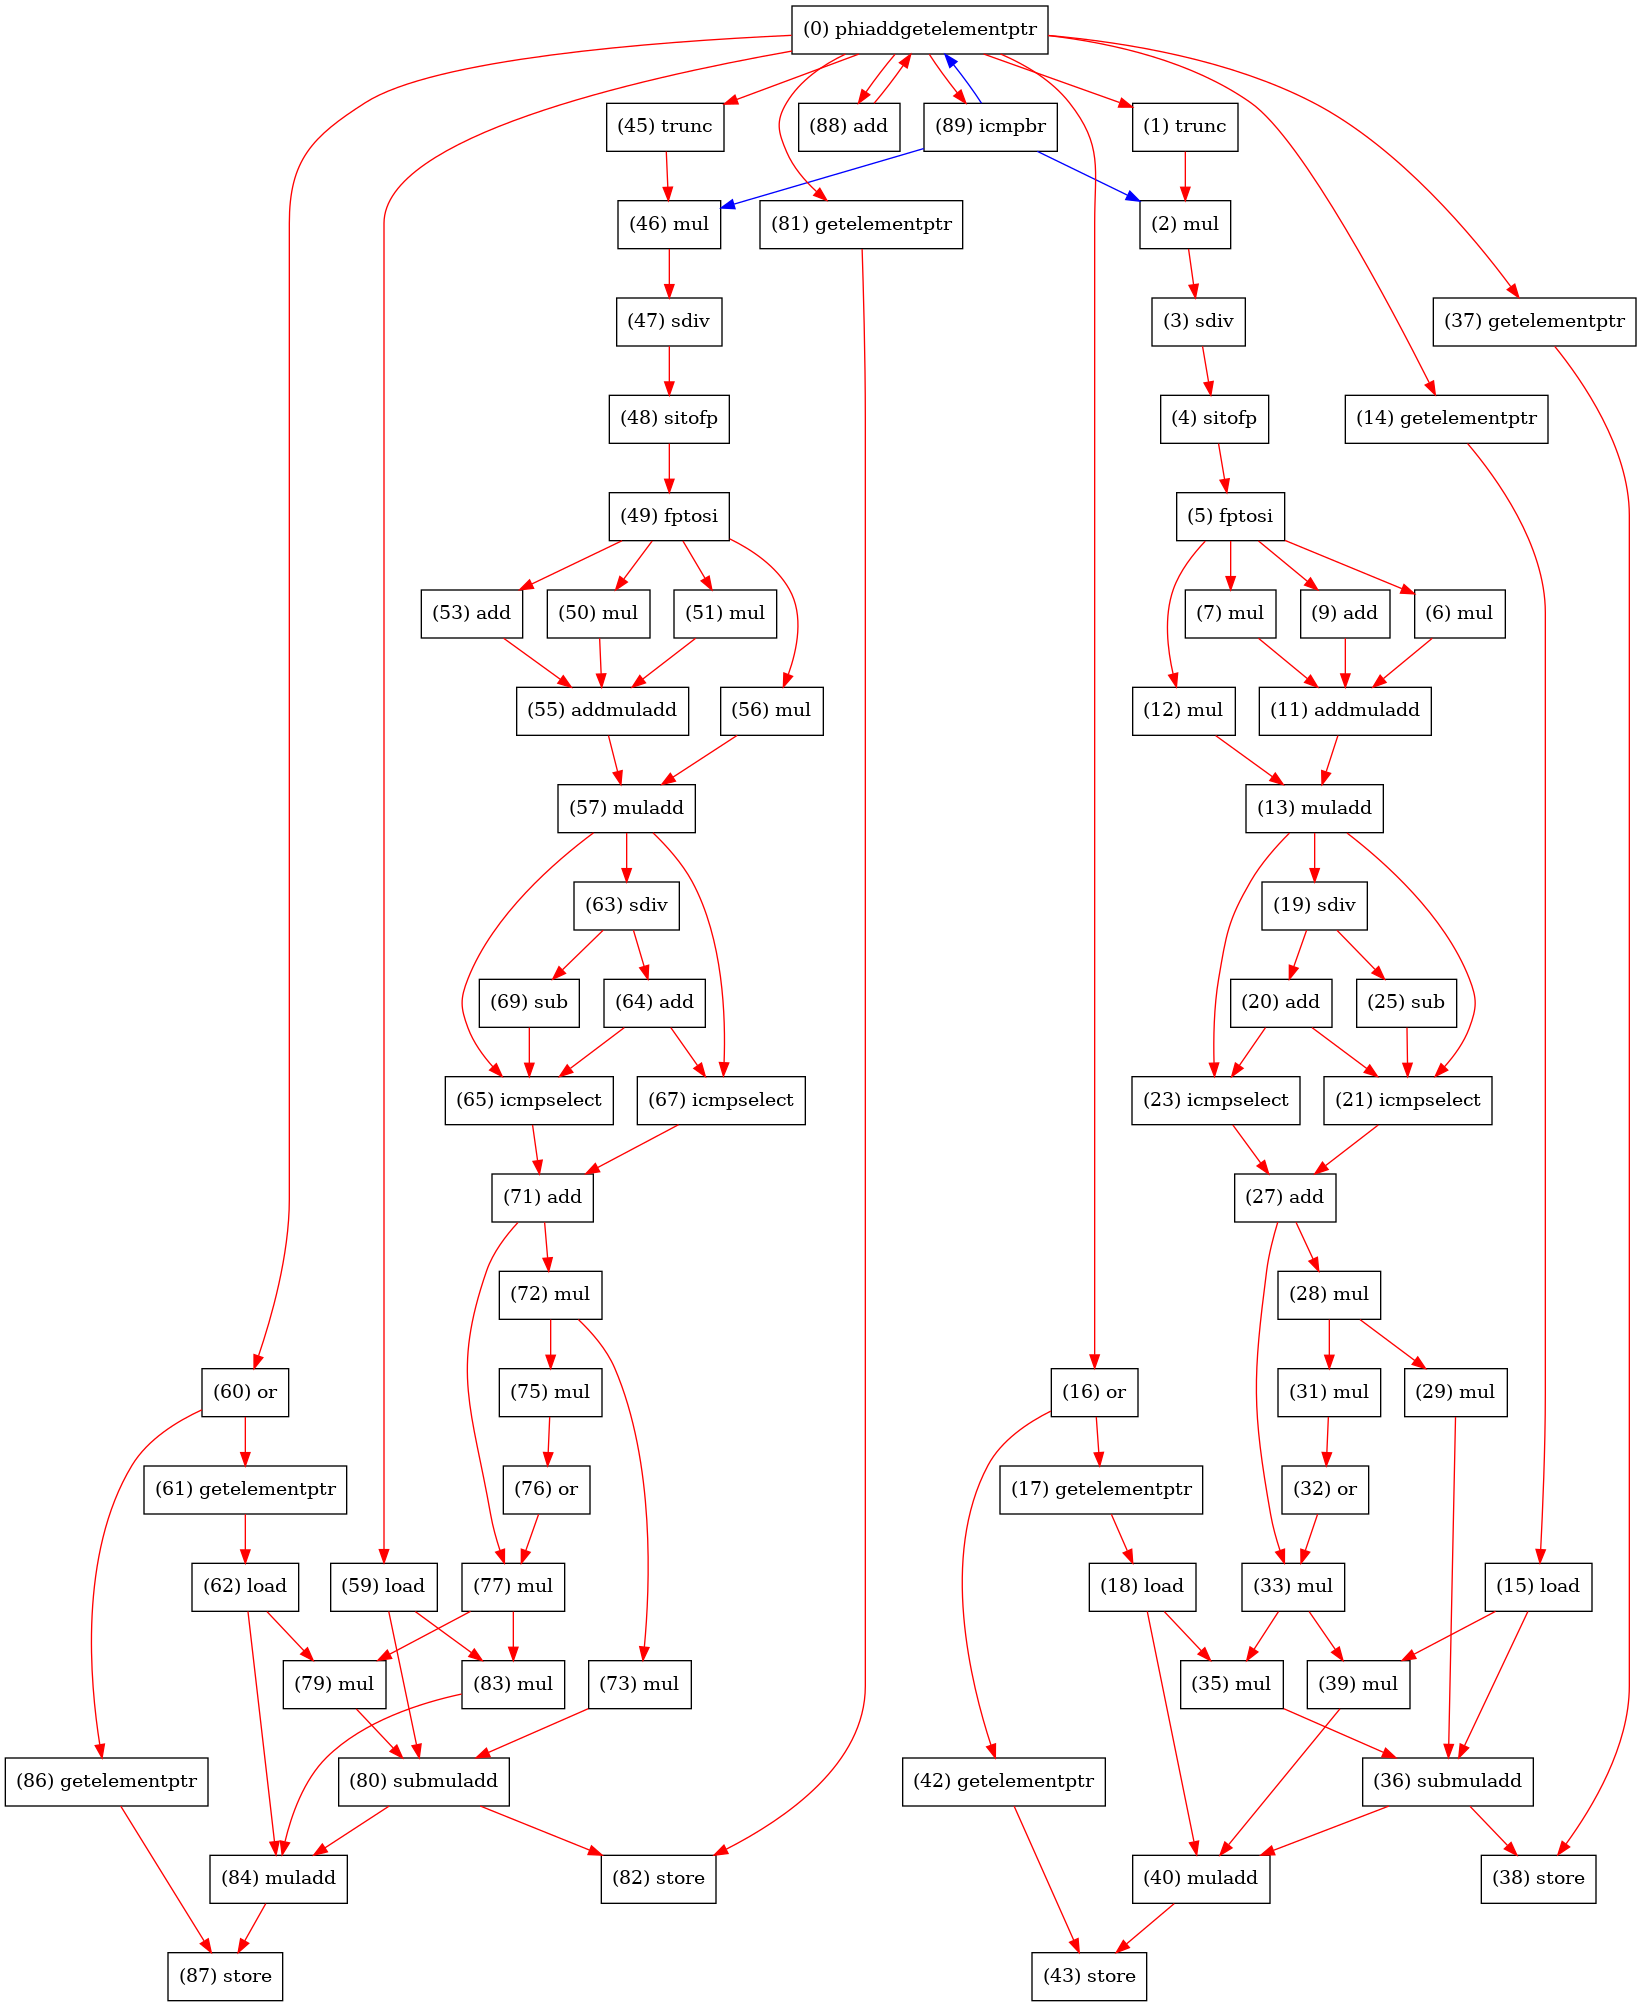 (0) phiaddgetelementptr
(45) trunc
(88) add
(89) icmpbr
(1) trunc
(46) mul
(81) getelementptr
(2) mul
(47) sdiv
(3) sdiv
(37) getelementptr
(48) sitofp
(4) sitofp
(14) getelementptr
(49) fptosi
(5) fptosi
(53) add
(50) mul
(51) mul
(7) mul
(9) add
(6) mul
(55) addmuladd
(56) mul
(12) mul
(11) addmuladd
(57) muladd
(13) muladd
(63) sdiv
(19) sdiv
(69) sub
(64) add
(20) add
(25) sub
(65) icmpselect
(67) icmpselect
(23) icmpselect
(21) icmpselect
(71) add
(27) add
(72) mul
(28) mul
(60) or
(75) mul
(16) or
(31) mul
(29) mul
(61) getelementptr
(76) or
(17) getelementptr
(32) or
(62) load
(59) load
(77) mul
(18) load
(33) mul
(15) load
(79) mul
(83) mul
(73) mul
(35) mul
(39) mul
(86) getelementptr
(80) submuladd
(42) getelementptr
(36) submuladd
(84) muladd
(82) store
(40) muladd
(38) store
(87) store
(43) store